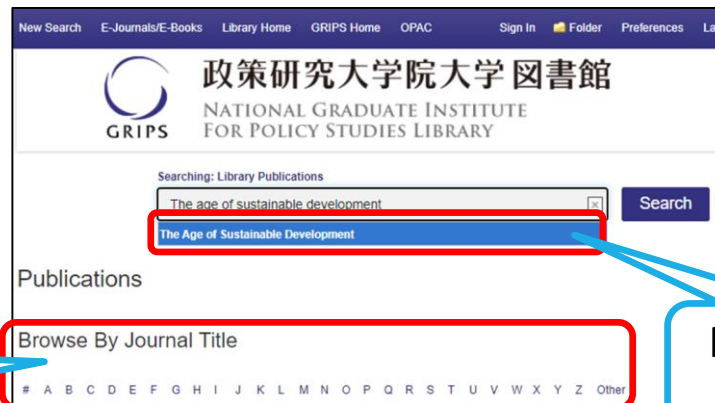 New Search E-Journals/E-Books Library Home GRIPS Home OPAC Sign In Folder Preferences La
政策研究大学院大学 図書館
GRIPS
NATIONAL GRADUATE INSTITUTE
FOR POLICY STUDIES LIBRARY
Searching: Library Publications
The age of sustainable development
Search
The Age of Sustainable Development
Publications
Browse By Journal Title
# A B C D E F G H I J K L M N O P Q R S T U V W X Y Z Other